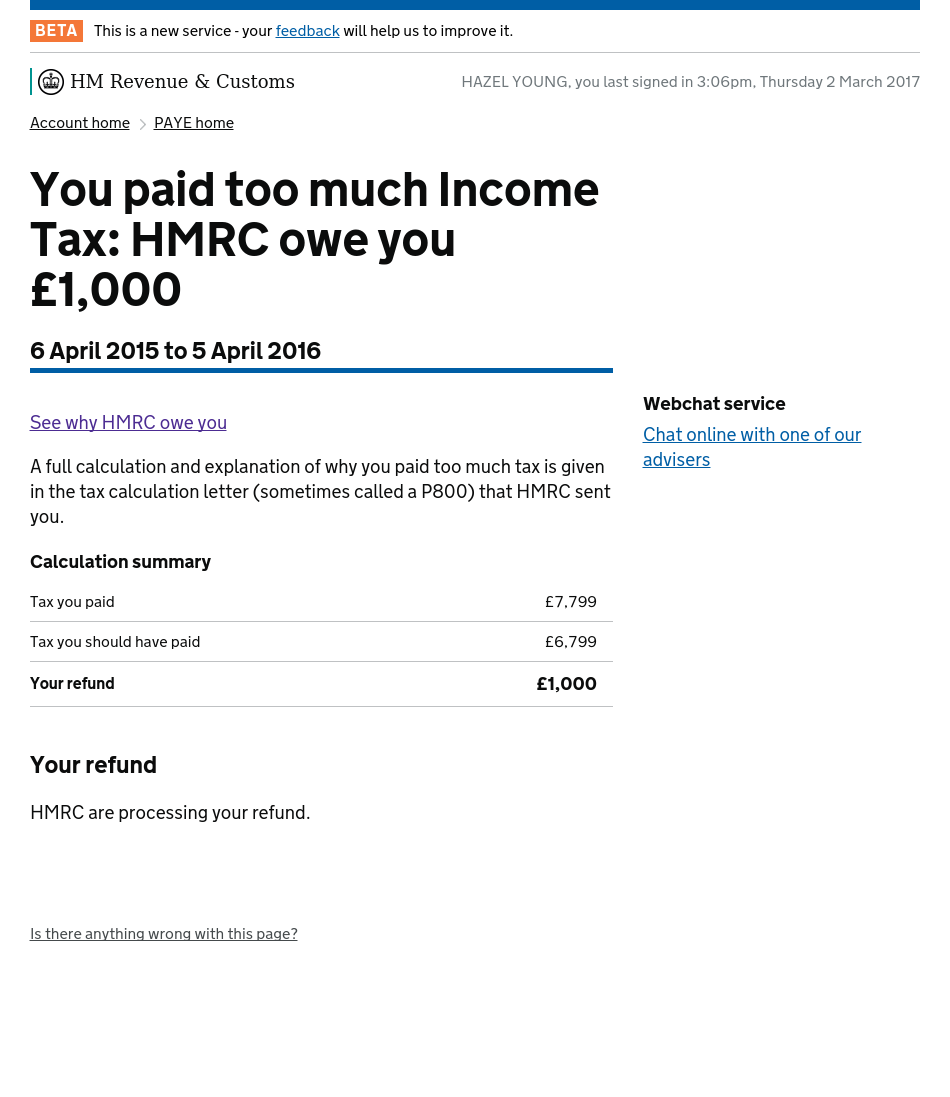 BETA This is a new service - your feedback will help us to improve it.
HM Revenue & Customs HAZEL YOUNG, you last signed in 3:06pm, Thursday 2 March 2017
Account home PAYE home
You paid too much Income
Tax: HMRC owe you
£1,000
6 April 2015 to 5 April 2016
See why HMRC owe you
A full calculation and explanation of why you paid too much tax is given
in the tax calculation letter (sometimes called a P800) that HMRC sent
you.
Calculation summary
Tax you paid £7,799
Tax you should have paid £6,799
Your refund £1,000
Your refund
HMRC are processing your refund.
Webchat service
Chat online with one of our
advisers
Is there anything wrong with this page?